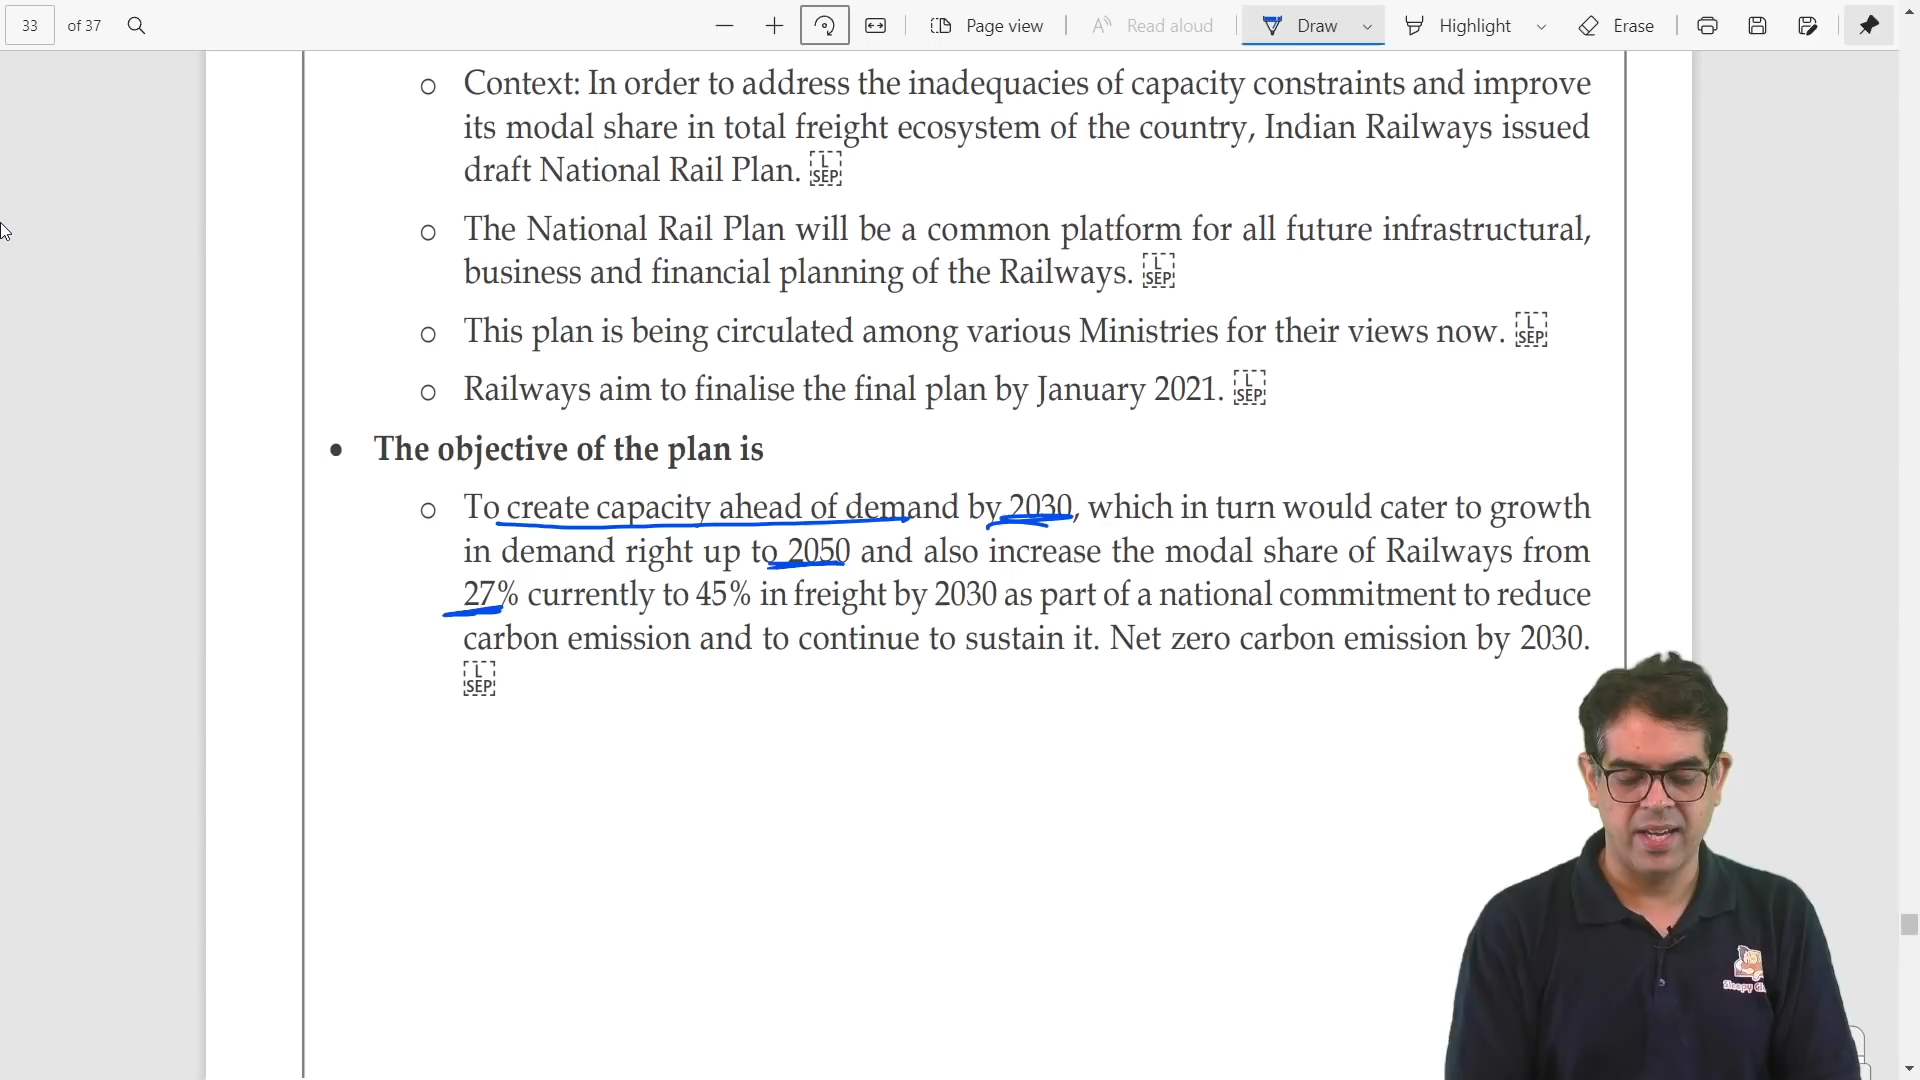 33 of 37 Page view Read aloud Draw Highlight Erase
o Context: In order to address the inadequacies of capacity constraints and improve
its modal share in total freight ecosystem of the country, Indian Railways issued
draft National Rail Plan. L SEP
o The National Rail Plan will be a common platform for all future infrastructural,
business and financial planning of the Railways. L SEP
o This plan is being circulated among various Ministries for their views now. L SEP
o Railways aim to finalise the final plan by January 2021. L SEP
• The objective of the plan is
o To create capacity ahead of demand by 2030, which in turn would cater to growth
in demand right up to 2050 and also increase the modal share of Railways from
27% currently to 45% in freight by 2030 as part of a national commitment to reduce
carbon emission and to continue to sustain it. Net zero carbon emission by 2030.
L SEP